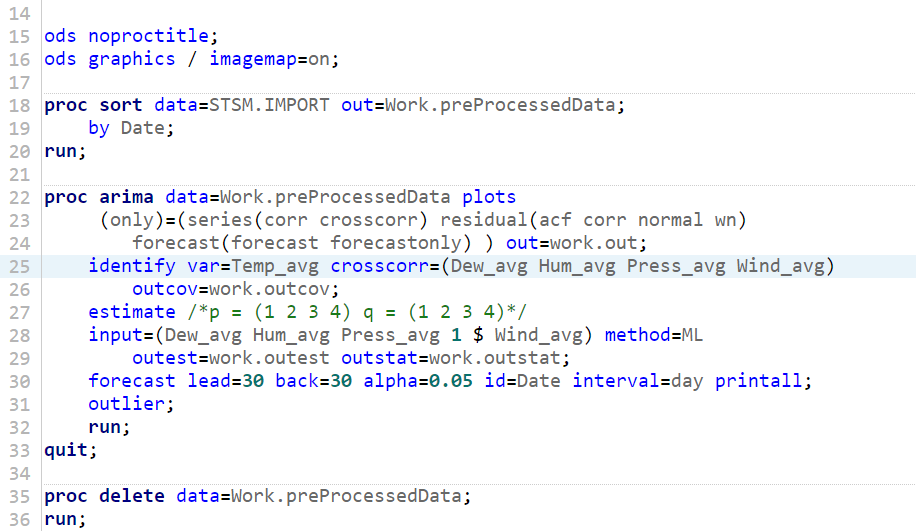 14
15 ods noproctitle;
16 ods graphics / imagemap=on;
17
18 proc sort data=STSM.IMPORT out=Work.preProcessedData;
19     by Date;
20 run;
21
22 proc arima data=Work.preProcessedData plots
23      (only)=(series(corr crosscorr) residual(acf corr normal wn)
24         forecast(forecast forecastonly) ) out=work.out;
25     identify var=Temp_avg crosscorr=(Dew_avg Hum_avg Press_avg Wind_avg)
26         outcov=work.outcov;
27     estimate /*p = (1 2 3 4) q = (1 2 3 4)*/
28     input=(Dew_avg Hum_avg Press_avg 1 $ Wind_avg) method=ML
29         outest=work.outest outstat=work.outstat;
30     forecast lead=30 back=30 alpha=0.05 id=Date interval=day printall;
31     outlier;
32     run;
33 quit;
34
35 proc delete data=Work.preProcessedData;
36 run;